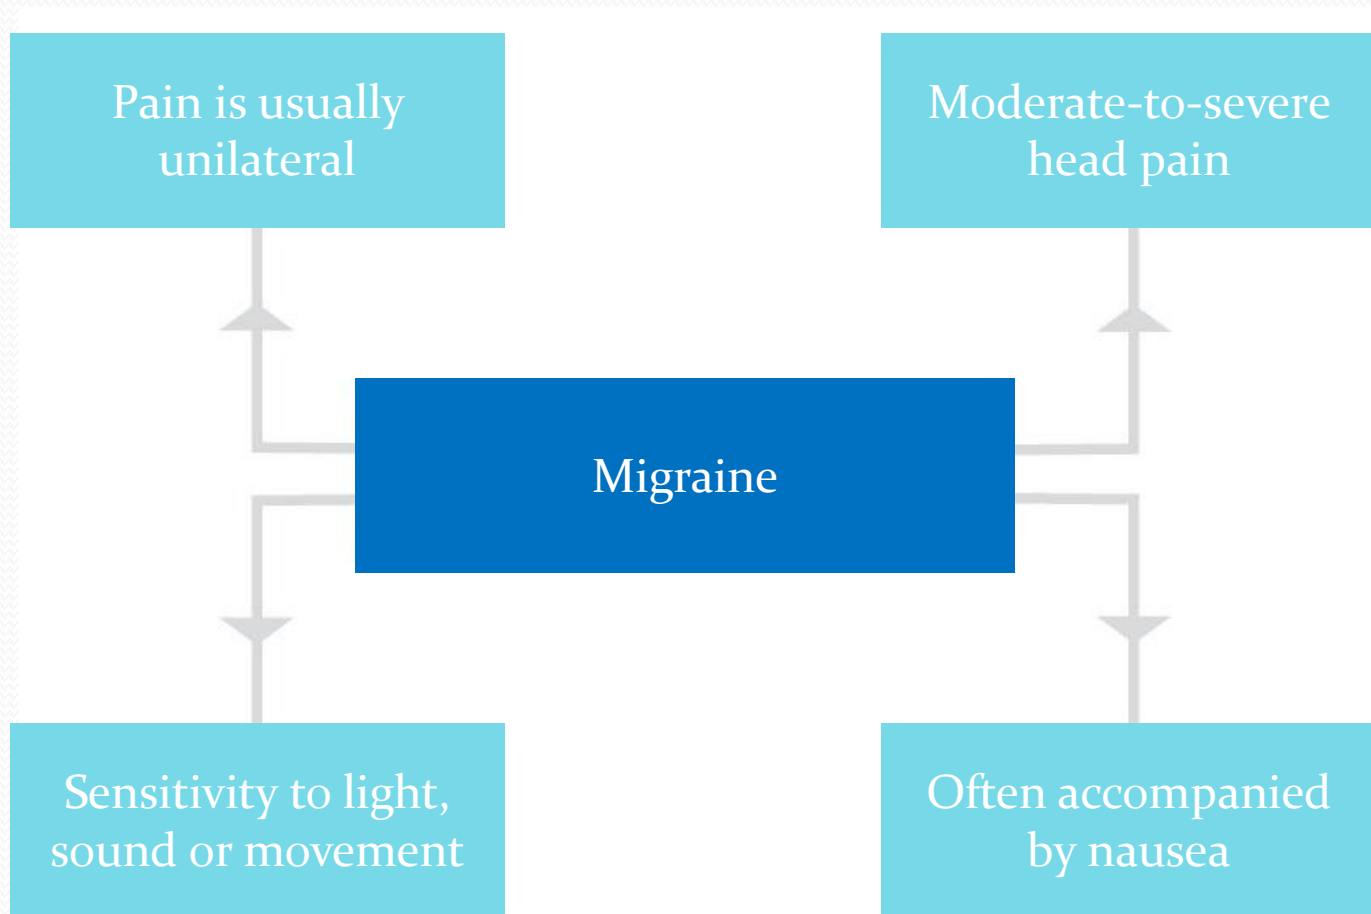 Pain is usually
unilateral
Moderate-to-severe
head pain
Migraine
Sensitivity to light,
sound or movement
Often accompanied
by nausea